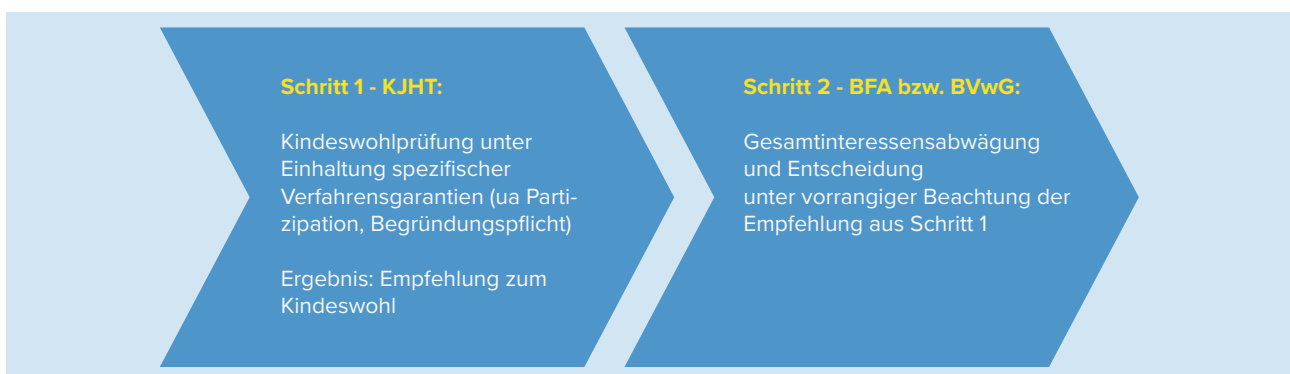 Schritt 1 - KJHT:
Kindeswohlprüfung unter
Einhaltung spezifischer
Verfahrensgarantien (ua Parti-
zipation, Begründungspflicht)
Ergebnis: Empfehlung zum
Kindeswohl
Schritt 2 - BFA bzw. BVwG:
Gesamtinteressensabwägung
und Entscheidung
unter vorrangiger Beachtung der
Empfehlung aus Schritt 1